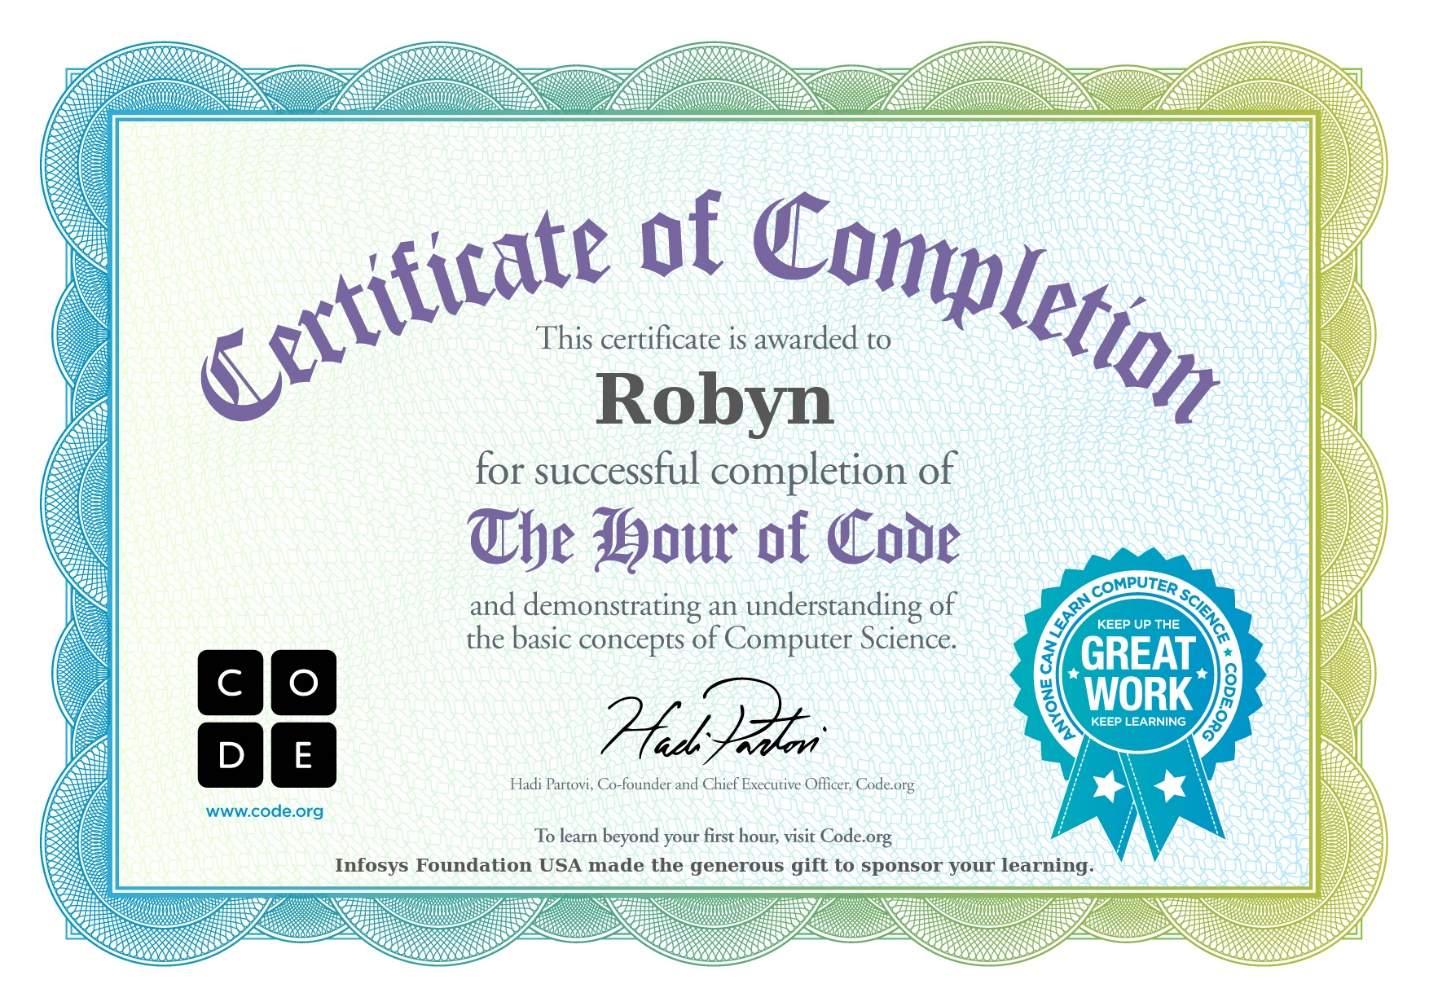 Certificate of Completion
This certificate is awarded to
Robyn
for successful completion of
The Hour of Code
and demonstrating an understanding of
the basic concepts of Computer Science.
Hadi Partovi
Hadi Partovi, Co-founder and Chief Executive Officer, Code.org
To learn beyond your first hour, visit Code.org
Infosys Foundation USA made the generous gift to sponsor your learning.
C O
D E
www.code.org
ANYONE CAN LEARN COMPUTER SCIENCE ★ CODE.ORG
KEEP UP THE
GREAT
WORK
KEEP LEARNING